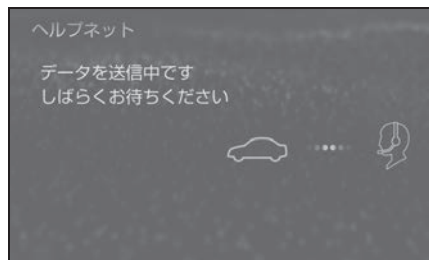 ヘルプネット
データを送信中です
しばらくお待ちください